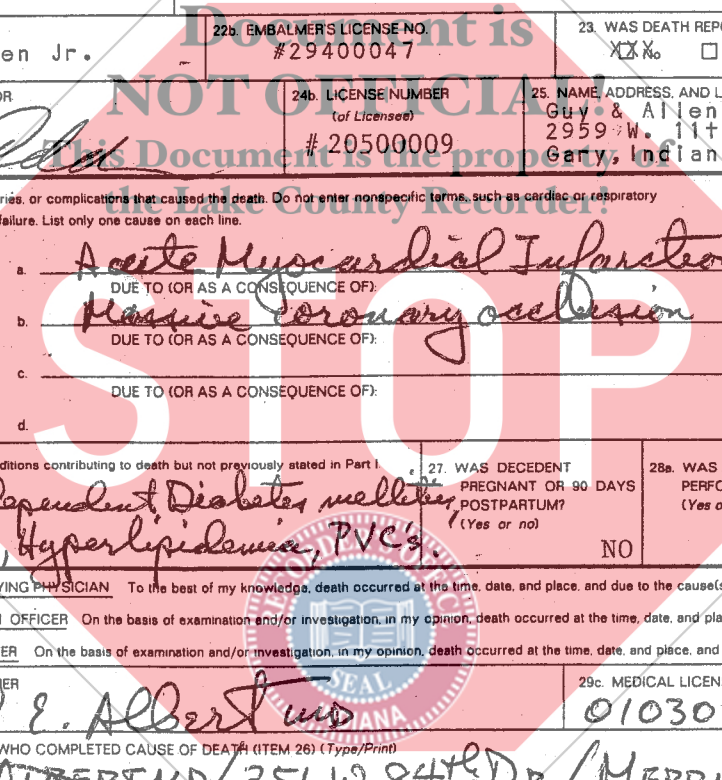 Document is
NOT OFFICIAL!
This Document is the property of
the Lake County Recorder!
STOP
22b. EMBALMER'S LICENSE NO.
23. WAS DEATH REP
en Jr.
#29400047
XXX
24b. LICENSE NUMBER
25. NAME, ADDRESS, AND L
OR
(of Licensee)
Guy & Allen
# 20500009
2959 W. 11t
Gary, Indian
ries, or complications that caused the death. Do not enter nonspecific terms, such as cardiac or respiratory
failure. List only one cause on each line.
a. Acute Myocardial Infarction
DUE TO (OR AS A CONSEQUENCE OF):
b. Massive coronary occlusion
DUE TO (OR AS A CONSEQUENCE OF):
c.
DUE TO (OR AS A CONSEQUENCE OF):
d.
ditions contributing to death but not previously stated in Part I.
27. WAS DECEDENT
PREGNANT OR 90 DAYS
POSTPARTUM?
(Yes or no)
NO
28a. WAS
PERFO
(Yes o
ependent Diabetes mellitus,
Hyperlipidemia, PVC's.
YING PHYSICIAN To the best of my knowledge, death occurred at the time, date, and place, and due to the cause(s
OFFICER On the basis of examination and/or investigation, in my opinion, death occurred at the time, date, and pla
ER On the basis of examination and/or investigation, in my opinion, death occurred at the time, date, and place, and
SEAL
INDIANA
IER
29c. MEDICAL LICEN
E. Albert MD
01030
WHO COMPLETED CAUSE OF DEATH (ITEM 26) (Type/Print)